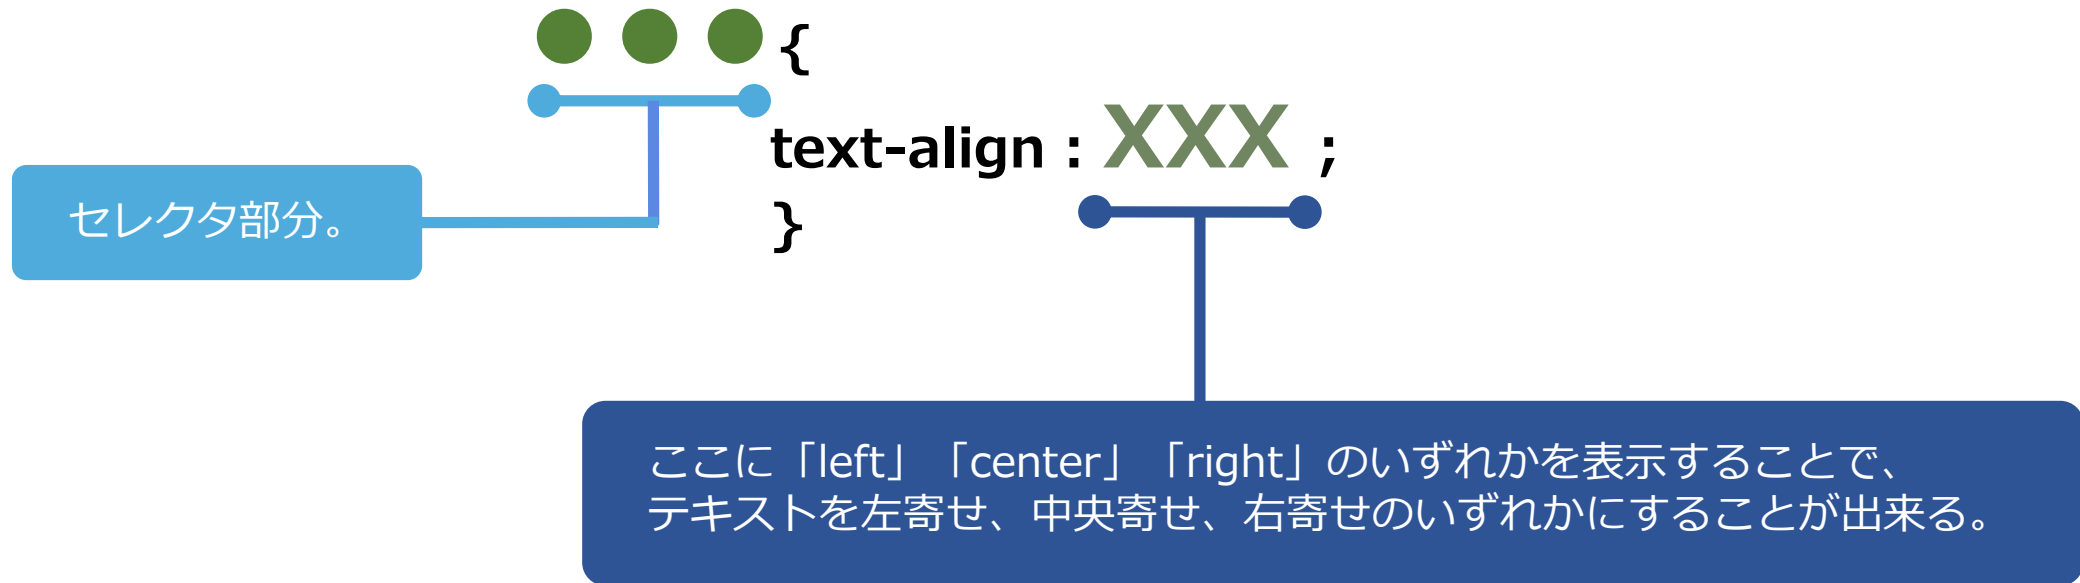 ●●●{
text-align : XXX ;
}
セレクタ部分。
ここに「left」「center」「right」のいずれかを表示することで、
テキストを左寄せ、中央寄せ、右寄せのいずれかにすることが出来る。